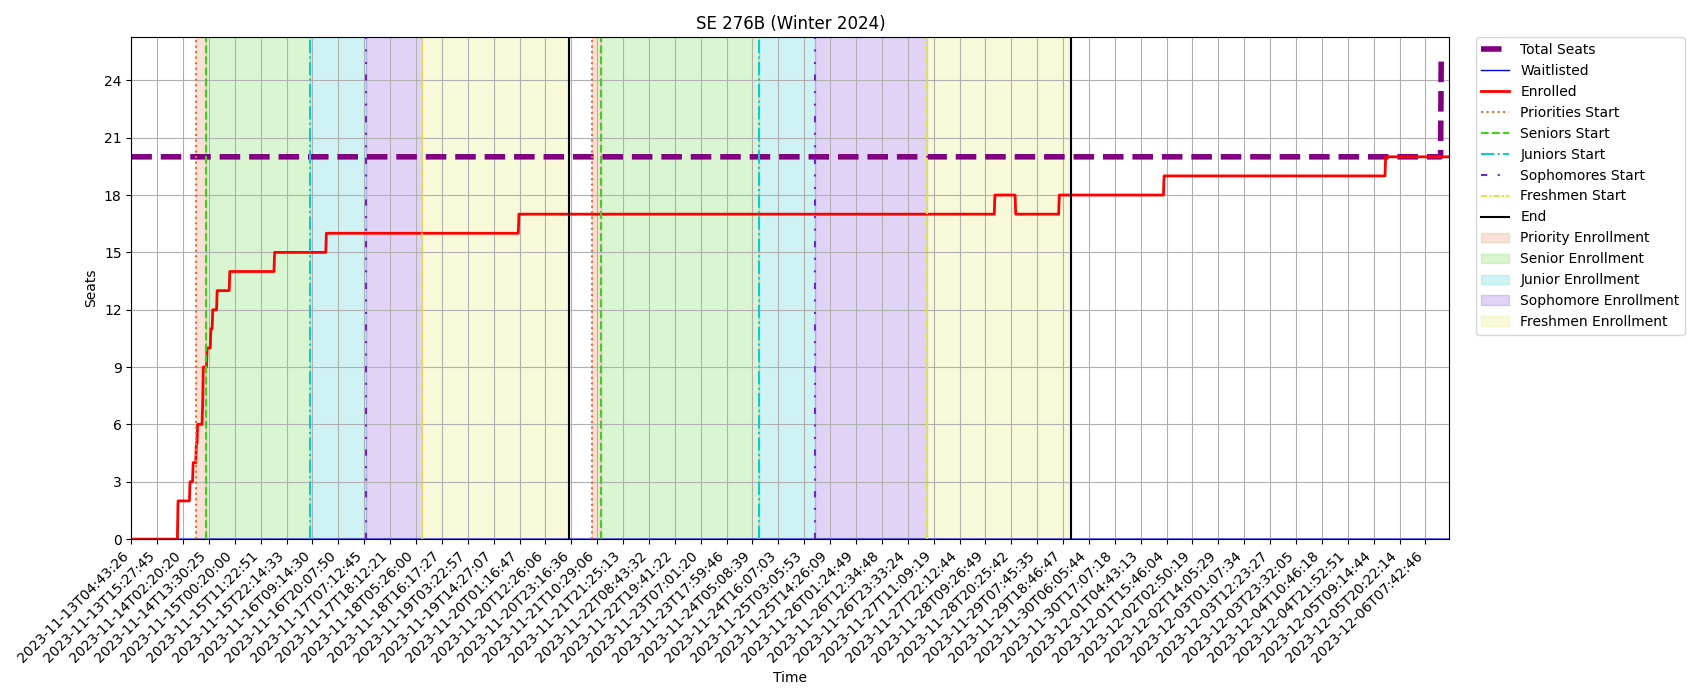 SE 276B (Winter 2024)
Seats
24
21
18
15
12
9
6
3
0
2023-11-13T04:43:26
2023-11-13T15:27:45
2023-11-14T02:20:20
2023-11-14T13:30:25
2023-11-15T00:20:00
2023-11-15T11:22:51
2023-11-15T22:14:33
2023-11-16T09:14:30
2023-11-16T20:07:50
2023-11-17T07:12:45
2023-11-17T18:12:21
2023-11-18T05:26:00
2023-11-18T16:17:27
2023-11-19T03:22:57
2023-11-19T14:27:07
2023-11-20T01:16:47
2023-11-20T12:26:06
2023-11-20T23:16:36
2023-11-21T10:29:06
2023-11-21T21:25:13
2023-11-22T08:43:32
2023-11-22T19:41:22
2023-11-23T07:01:20
2023-11-23T17:59:46
2023-11-24T05:08:39
2023-11-24T16:07:03
2023-11-25T03:05:53
2023-11-25T14:26:09
2023-11-26T01:24:49
2023-11-26T12:34:48
2023-11-26T23:33:24
2023-11-27T11:09:19
2023-11-27T22:12:44
2023-11-28T09:26:49
2023-11-28T20:25:42
2023-11-29T07:45:35
2023-11-29T18:46:47
2023-11-30T06:05:44
2023-11-30T17:07:18
2023-12-01T04:43:13
2023-12-01T15:46:04
2023-12-02T02:50:19
2023-12-02T14:05:29
2023-12-03T01:07:34
2023-12-03T12:23:27
2023-12-03T23:32:05
2023-12-04T10:46:18
2023-12-04T21:52:51
2023-12-05T09:14:44
2023-12-05T20:22:14
2023-12-06T07:42:46
Time
Total Seats
Waitlisted
Enrolled
Priorities Start
Seniors Start
Juniors Start
Sophomores Start
Freshmen Start
End
Priority Enrollment
Senior Enrollment
Junior Enrollment
Sophomore Enrollment
Freshmen Enrollment